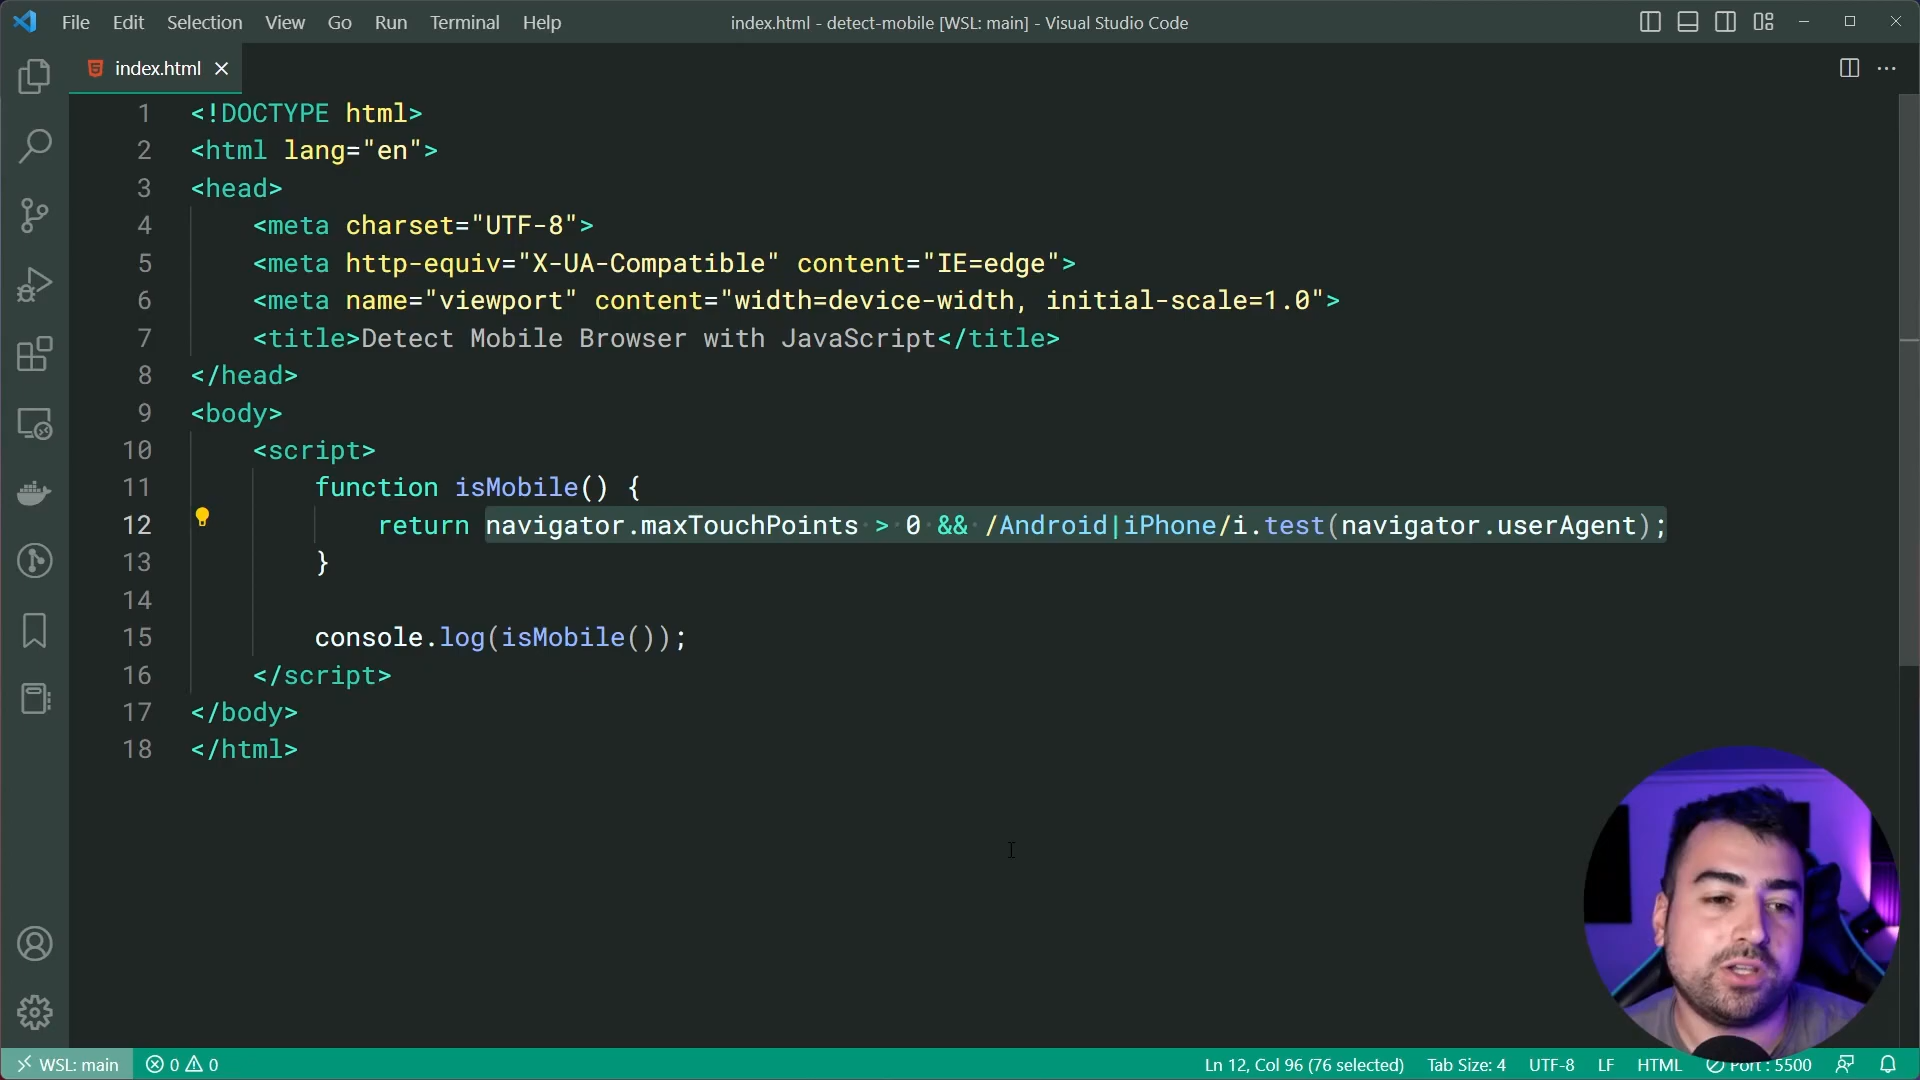 File Edit Selection View Go Run Terminal Help
index.html - detect-mobile [WSL: main] - Visual Studio Code
index.html
1 <!DOCTYPE html>
2 <html lang="en">
3 <head>
4 <meta charset="UTF-8">
5 <meta http-equiv="X-UA-Compatible" content="IE=edge">
6 <meta name="viewport" content="width=device-width, initial-scale=1.0">
7 <title>Detect Mobile Browser with JavaScript</title>
8 </head>
9 <body>
10 <script>
11 function isMobile() {
12 return navigator.maxTouchPoints > 0 && /Android|iPhone/i.test(navigator.userAgent);
13 }
14
15 console.log(isMobile());
16 </script>
17 </body>
18 </html>
WSL: main 0 0 Ln 12, Col 96 (76 selected) Tab Size: 4 UTF-8 LF HTML Port : 5500